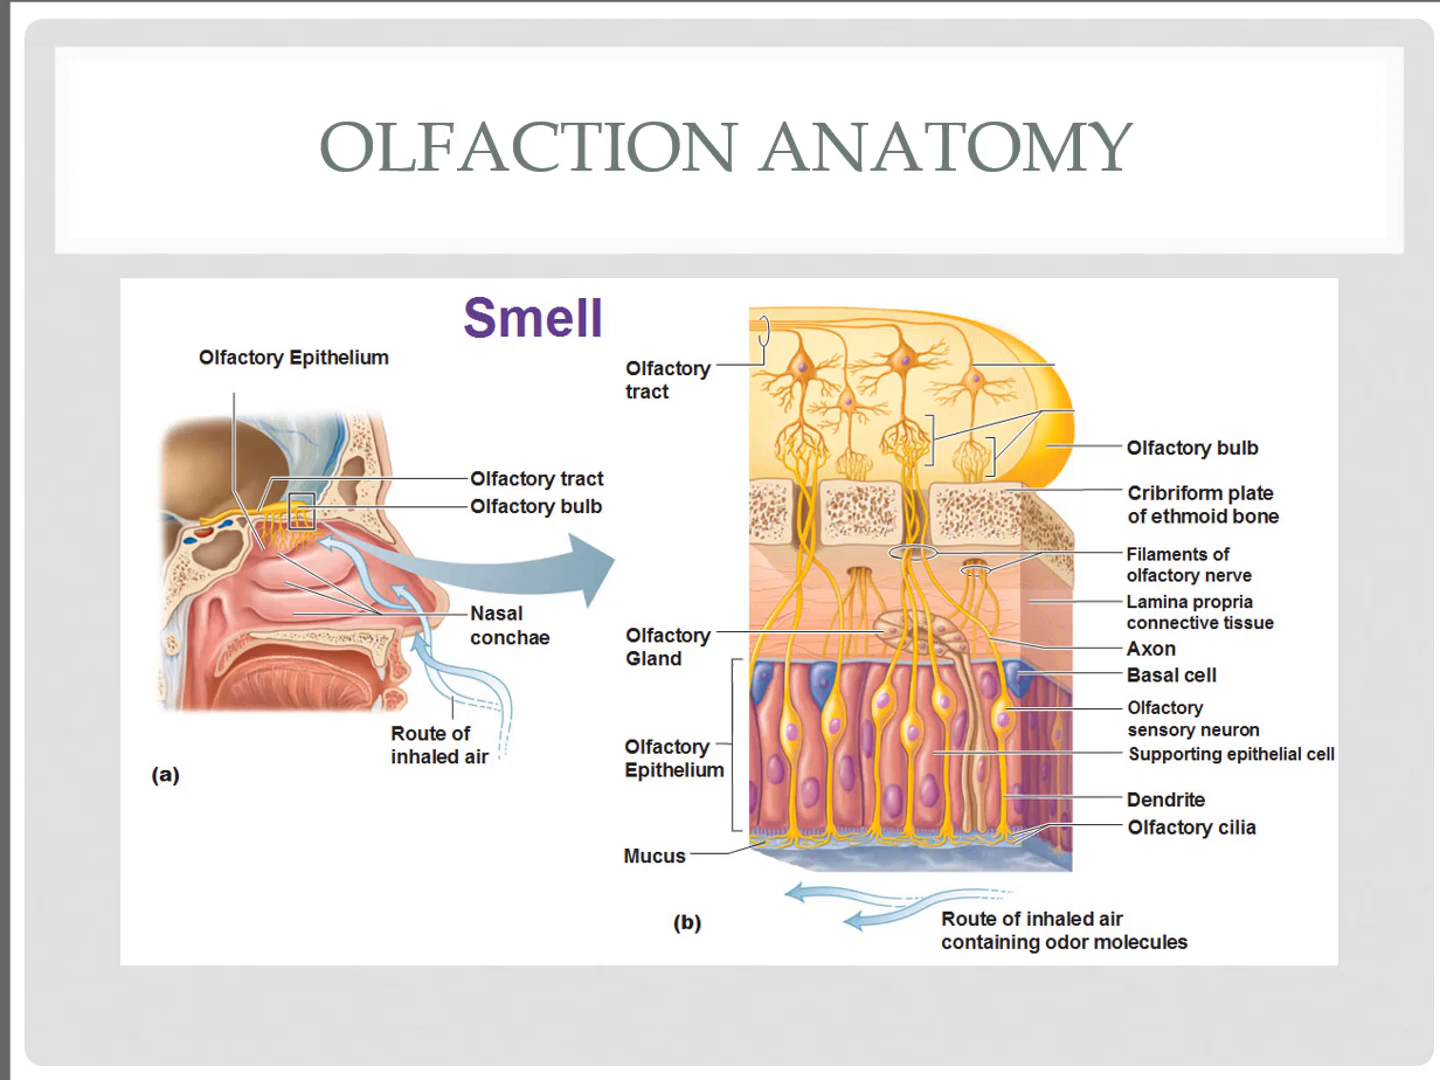 OLFACTION ANATOMY
Smell
Olfactory Epithelium
Olfactory tract
Olfactory bulb
Nasal
conchae
Route of
inhaled air
(a)
Olfactory
tract
Olfactory
Gland
Olfactory
Epithelium
Mucus
Olfactory bulb
Cribriform plate
of ethmoid bone
Filaments of
olfactory nerve
Lamina propria
connective tissue
Axon
Basal cell
Olfactory
sensory neuron
Supporting epithelial cell
Dendrite
Olfactory cilia
(b)
Route of inhaled air
containing odor molecules